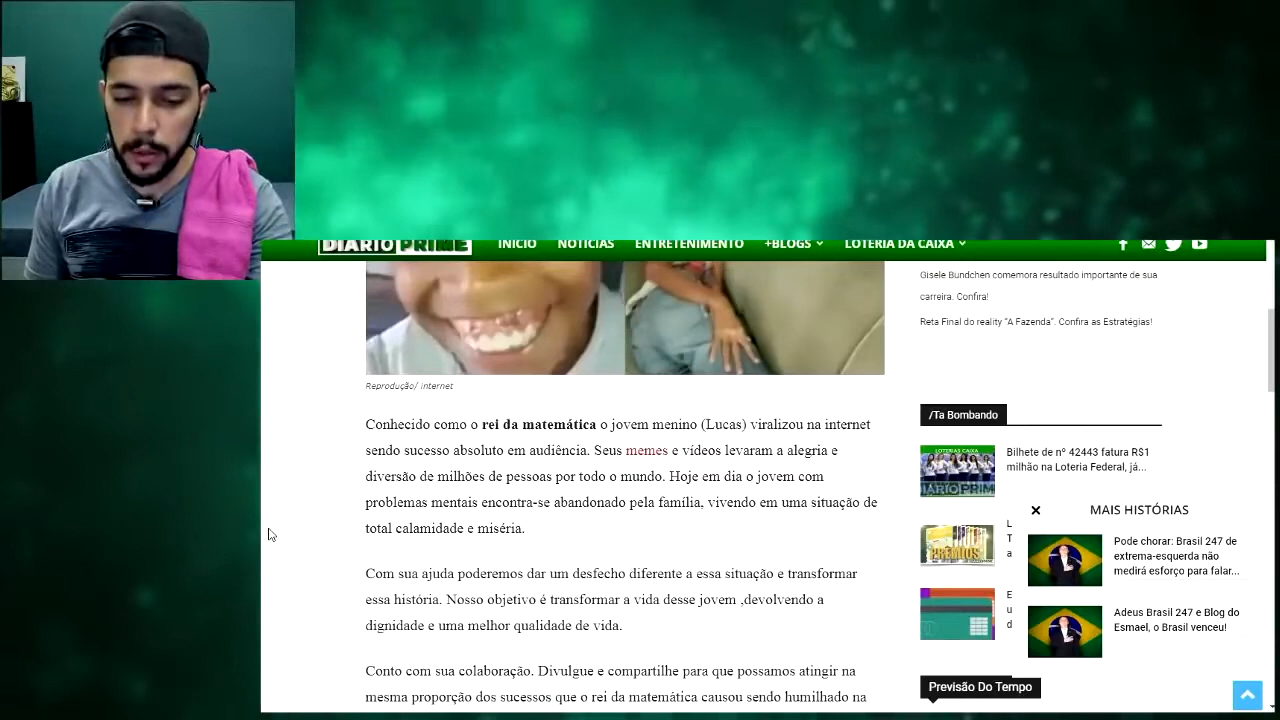 DIÁRIO PRIME
INÍCIO
NOTÍCIAS
ENTRETENIMENTO
+BLOGS
LOTERIA DA CAIXA
Reprodução/ internet
Conhecido como o rei da matemática o jovem menino (Lucas) viralizou na internet
sendo sucesso absoluto em audiência. Seus memes e vídeos levaram a alegria e
diversão de milhões de pessoas por todo o mundo. Hoje em dia o jovem com
problemas mentais encontra-se abandonado pela família, vivendo em uma situação de
total calamidade e miséria.
Com sua ajuda poderemos dar um desfecho diferente a essa situação e transformar
essa história. Nosso objetivo é transformar a vida desse jovem ,devolvendo a
dignidade e uma melhor qualidade de vida.
Conto com sua colaboração. Divulgue e compartilhe para que possamos atingir na
mesma proporção dos sucessos que o rei da matemática causou sendo humilhado na
Gisele Bundchen comemora resultado importante de sua
carreira. Confira!
Reta Final do reality "A Fazenda". Confira as Estratégias!
/Ta Bombando
LOTERIAS CAIXA
DIÁRIO PRIM
Bilhete de nº 42443 fatura R$1
milhão na Loteria Federal, já...
PRÊMIOS
L
T
a
E
u
d
MAIS HISTÓRIAS
Pode chorar: Brasil 247 de
extrema-esquerda não
medirá esforço para falar...
Adeus Brasil 247 e Blog do
Esmael, o Brasil venceu!
Previsão Do Tempo